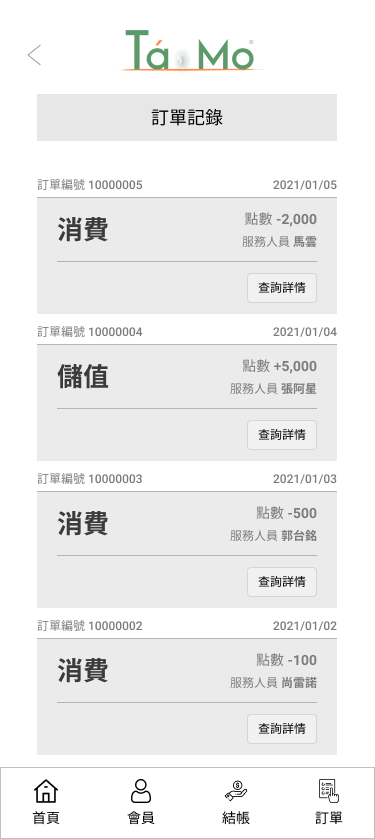 Tá Mo
訂單記錄
訂單編號 10000005 2021/01/05
消費 點數 -2,000
服務人員 馬雲
查詢詳情
訂單編號 10000004 2021/01/04
儲值 點數 +5,000
服務人員 張阿星
查詢詳情
訂單編號 10000003 2021/01/03
消費 點數 -500
服務人員 郭台銘
查詢詳情
訂單編號 10000002 2021/01/02
消費 點數 -100
服務人員 尚雷諾
查詢詳情
首頁 會員 結帳 訂單